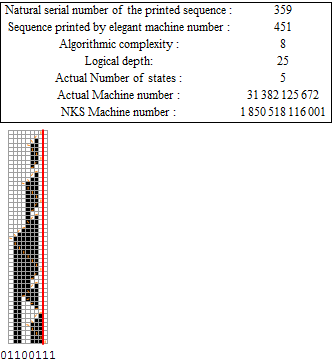 Natural serial number of the printed sequence : 359
Sequence printed by elegant machine number : 451
Algorithmic complexity : 8
Logical depth: 25
Actual Number of states : 5
Actual Machine number : 31 382 125 672
NKS Machine number : 1 850 518 116 001
01100111